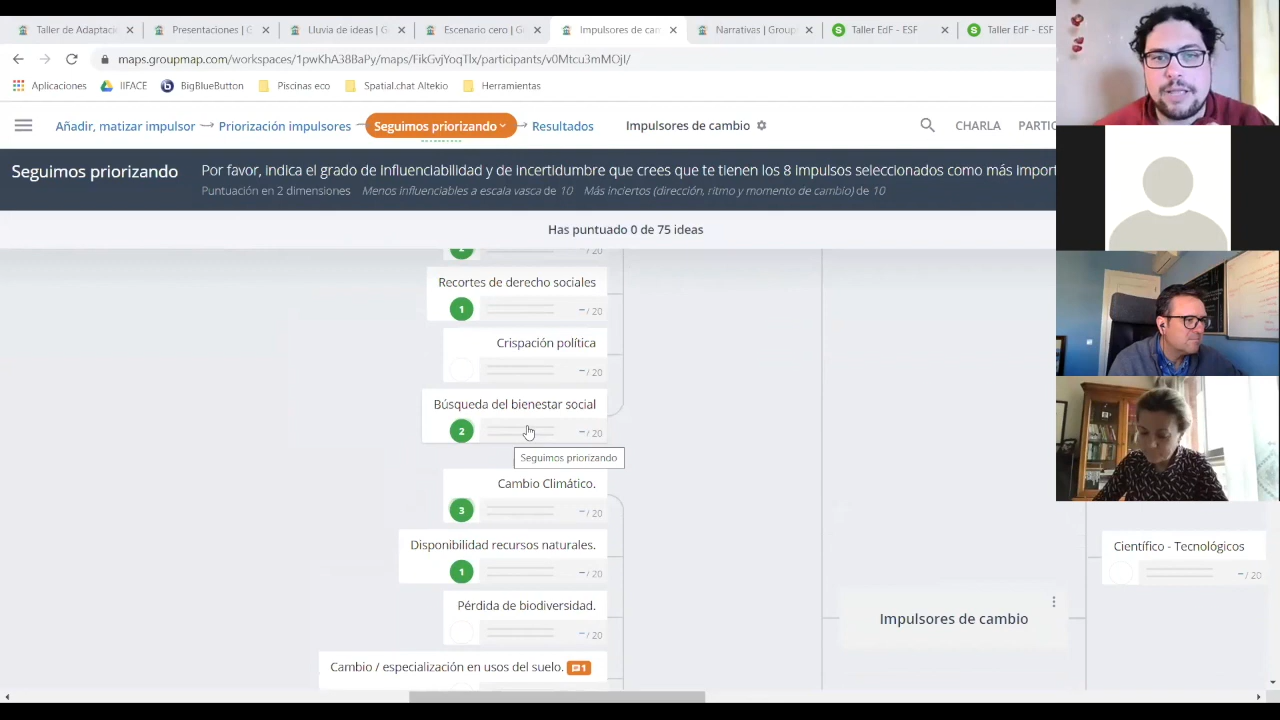 Taller de Adaptaci
Presentaciones | G
Lluvia de ideas | G
Escenario cero | G
Impulsores de can
Narrativas | Group
Taller EdF - ESF
Taller EdF - ESF
maps.groupmap.com/workspaces/1pwKhA38BaPy/maps/FikGvjYoqTlx/participants/v0Mtcu3mMOjI/
Aplicaciones
IIFACE
BigBlueButton
Piscinas eco
Spatial.chat Altekio
Herramientas
Añadir, matizar impulsor
Priorización impulsores
Seguimos priorizando
Resultados
Impulsores de cambio
CHARLA
PARTIC
Seguimos priorizando
Por favor, indica el grado de Influenciabilidad y de Incertidumbre que crees que te tienen los 8 impulsos seleccionados como más import
Puntuación en 2 dimensiones Menos influenciables a escala vasca de 10 Más inciertos (dirección, ritmo y momento de cambio) de 10
Has puntuado 0 de 75 ideas
2 / 20
Recortes de derecho sociales
1 – / 20
Crispación política
– / 20
Búsqueda del bienestar social
2 – / 20
Seguimos priorizando
Cambio Climático.
3 – / 20
Disponibilidad recursos naturales.
1 – / 20
Científico - Tecnológicos
– / 20
Pérdida de biodiversidad.
– / 20
Impulsores de cambio
Cambio / especialización en usos del suelo. 1